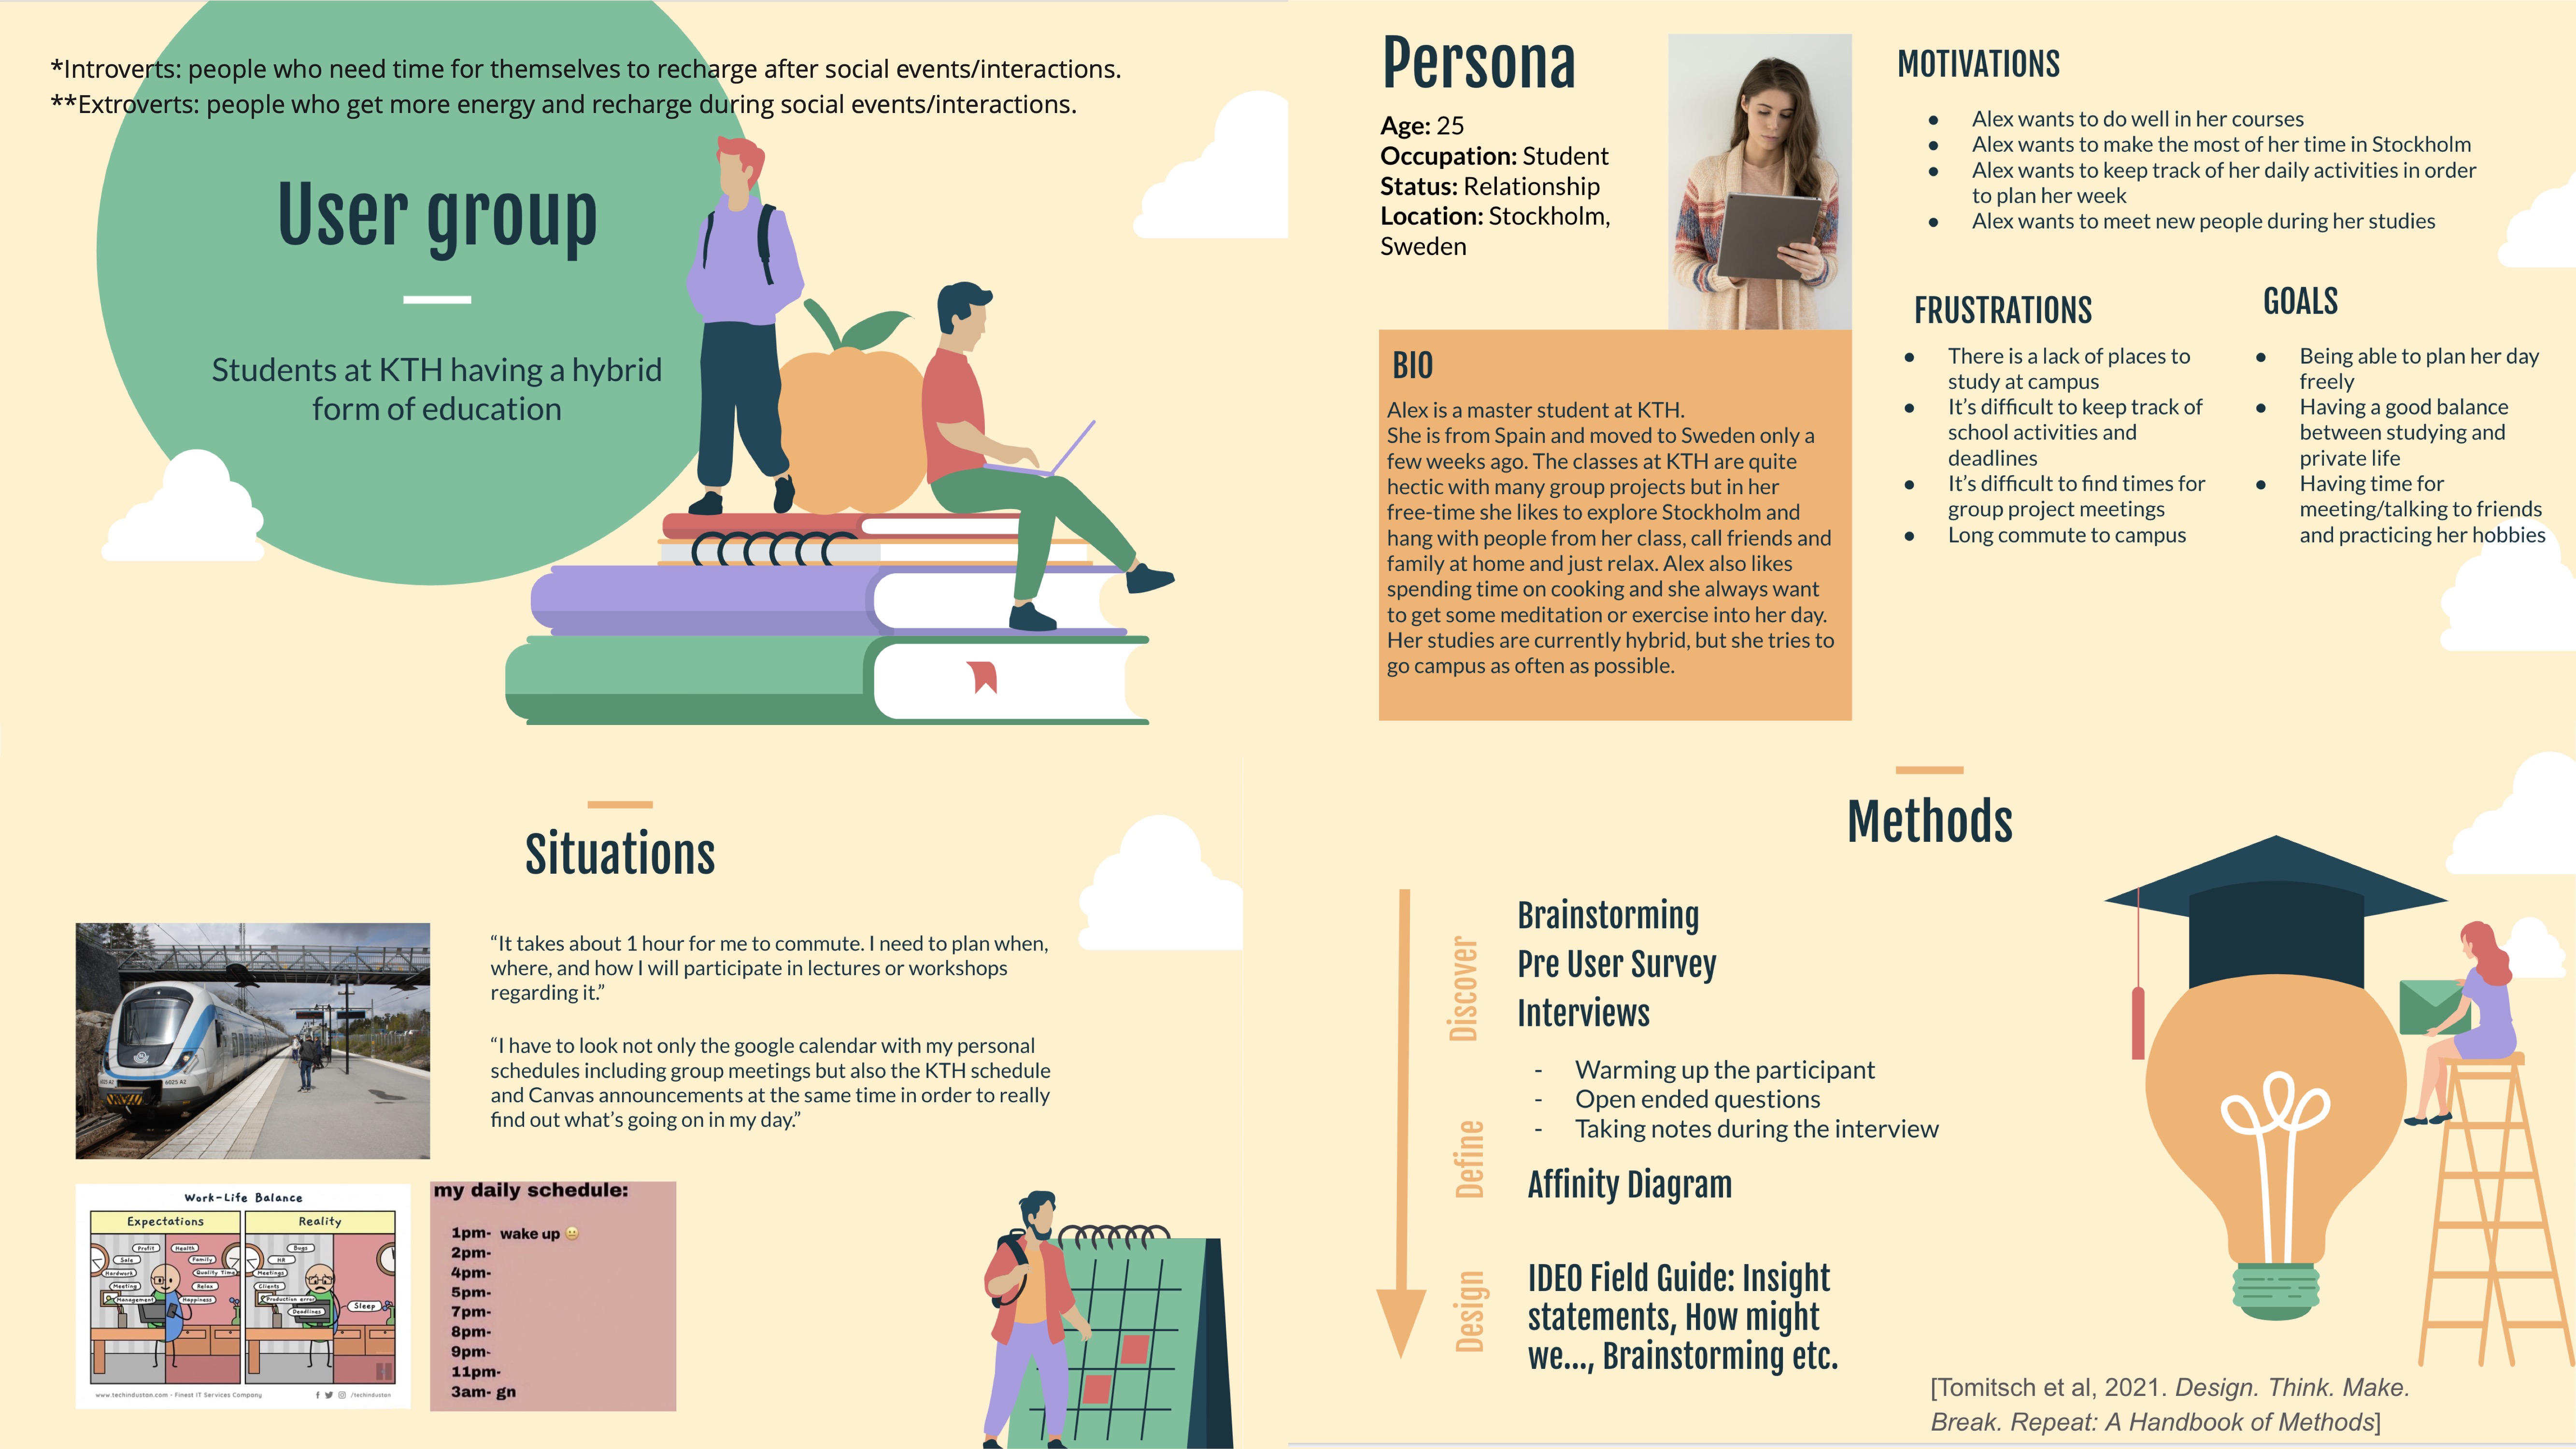 *Introverts: people who need time for themselves to recharge after social events/interactions.
**Extroverts: people who get more energy and recharge during social events/interactions.
User group
Students at KTH having a hybrid
form of education
Persona
Age: 25
Occupation: Student
Status: Relationship
Location: Stockholm,
Sweden
BIO
Alex is a master student at KTH.
She is from Spain and moved to Sweden only a
few weeks ago. The classes at KTH are quite
hectic with many group projects but in her
free-time she likes to explore Stockholm and
hang with people from her class, call friends and
family at home and just relax. Alex also likes
spending time on cooking and she always want
to get some meditation or exercise into her day.
Her studies are currently hybrid, but she tries to
go campus as often as possible.
MOTIVATIONS
● Alex wants to do well in her courses
● Alex wants to make the most of her time in Stockholm
● Alex wants to keep track of her daily activities in order
to plan her week
● Alex wants to meet new people during her studies
FRUSTRATIONS
● There is a lack of places to
study at campus
● It's difficult to keep track of
school activities and
deadlines
● It's difficult to find times for
group project meetings
● Long commute to campus
GOALS
● Being able to plan her day
freely
● Having a good balance
between studying and
private life
● Having time for
meeting/talking to friends
and practicing her hobbies
Situations
“It takes about 1 hour for me to commute. I need to plan when,
where, and how I will participate in lectures or workshops
regarding it.”
“I have to look not only the google calendar with my personal
schedules including group meetings but also the KTH schedule
and Canvas announcements at the same time in order to really
find out what's going on in my day.”
6025 A2
Work-Life Balance
Expectations
Profit
Health
Sale
Family
Hardwork
Quality Time
Meeting
Relax
Management
Happiness
Reality
Bugs
HR
Meetings
Clients
Production error
Deadlines
Sleep
www.techinduston.com - Finest IT Services Company
/techinduston
my daily schedule:
1pm- wake up 😐
2pm-
4pm-
5pm-
7pm-
8pm-
9pm-
11pm-
3am- gn
Methods
Discover
Brainstorming
Pre User Survey
Interviews
- Warming up the participant
- Open ended questions
- Taking notes during the interview
Define
Affinity Diagram
Design
IDEO Field Guide: Insight
statements, How might
we..., Brainstorming etc.
[Tomitsch et al, 2021. Design. Think. Make.
Break. Repeat: A Handbook of Methods]